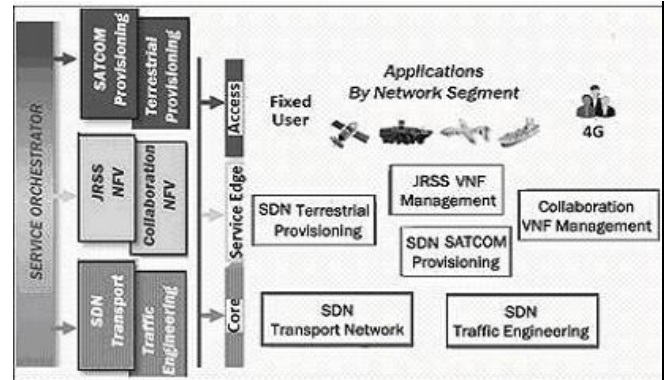 SERVICE ORCHESTRATOR
SATCOM
Provisioning
Terrestrial
Provisioning
JRSS
NFV
Collaboration
NFV
SDN
Transport
Traffic
Engineering
Access
Service Edge
Core
Applications
By Network Segment
Fixed
User
4G
JRSS VNF
Management
SDN Terrestrial
Provisioning
Collaboration
VNF Management
SDN SATCOM
Provisioning
SDN
Transport Network
SDN
Traffic Engineering